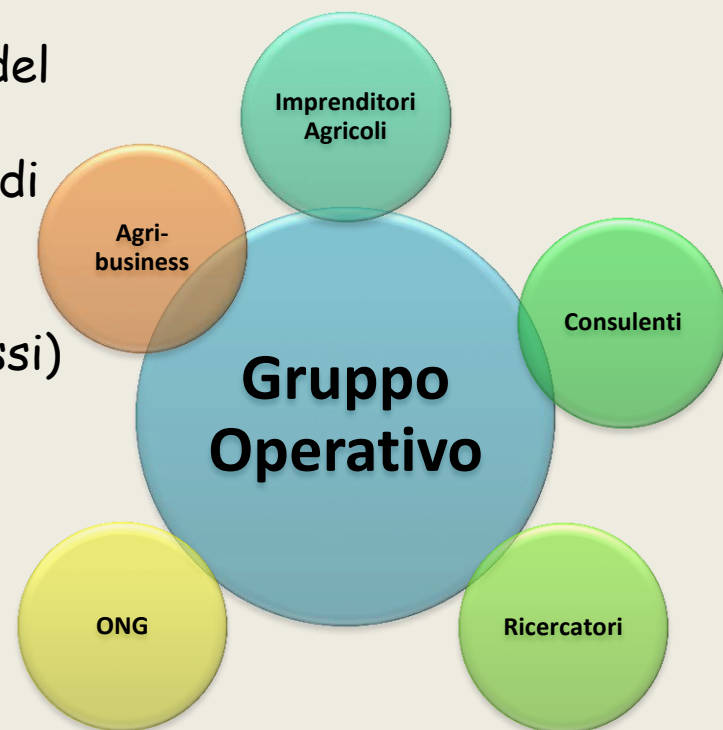 del
di
ssi)
Imprenditori
Agricoli
Agri-
business
Consulenti
Gruppo
Operativo
ONG
Ricercatori